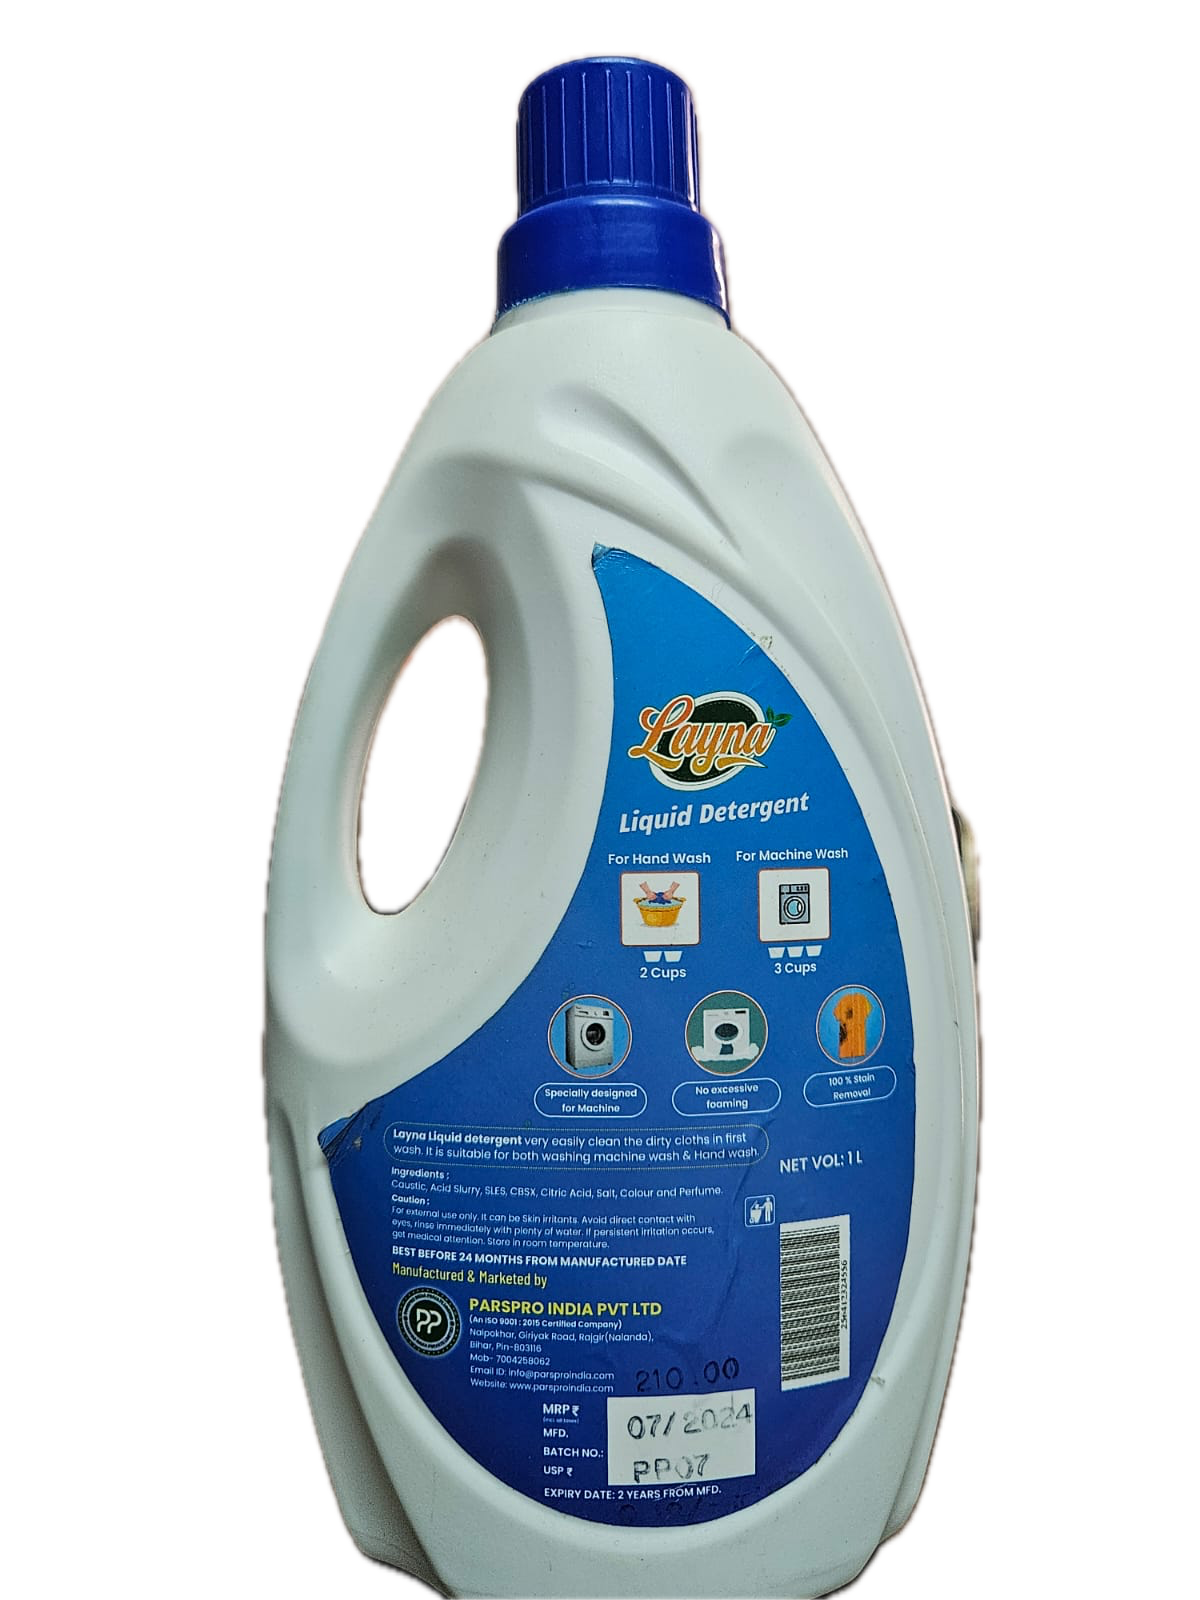 Layna
Liquid Detergent
For Hand Wash
For Machine Wash
2 Cups
3 Cups
Specially designed
for Machine
No excessive
foaming
100 % Stain
Removal
Layna Liquid detergent very easily clean the dirty cloths in first
wash. It is suitable for both washing machine wash & Hand wash.
NET VOL: 1 L
Ingredients :
Caustic, Acid Slurry, SLES, CBSX, Citric Acid, Salt, Colour and Perfume.
Caution :
For external use only. It can be Skin irritants. Avoid direct contact with
eyes, rinse immediately with plenty of water. If persistent irritation occurs,
get medical attention. Store in room temperature.
BEST BEFORE 24 MONTHS FROM MANUFACTURED DATE
Manufactured & Marketed by
PP
PARSPRO INDIA PVT LTD
(An ISO 9001 : 2015 Certified Company)
Naipokhar, Giriyak Road, Rajgir(Nalanda),
Bihar, Pin-803116
Mob- 7004258062
Email ID: info@parsproindia.com
Website: www.parsproindia.com
210.00
MRP ₹
(incl. all taxes)
MFD.
07/2024
BATCH NO.:
PP07
USP ₹
EXPIRY DATE: 2 YEARS FROM MFD.